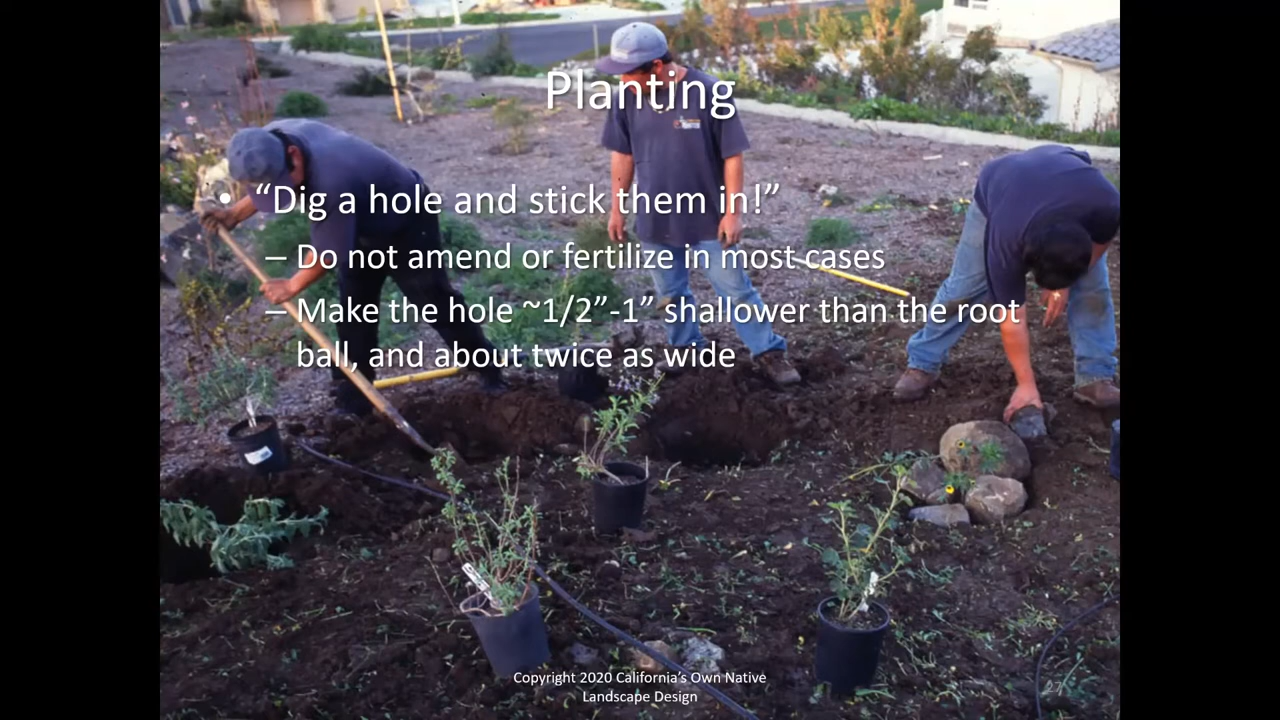 Planting
• “Dig a hole and stick them in!”
– Do not amend or fertilize in most cases
– Make the hole ~1/2”-1” shallower than the root
ball, and about twice as wide
Copyright 2020 California’s Own Native
Landscape Design
27